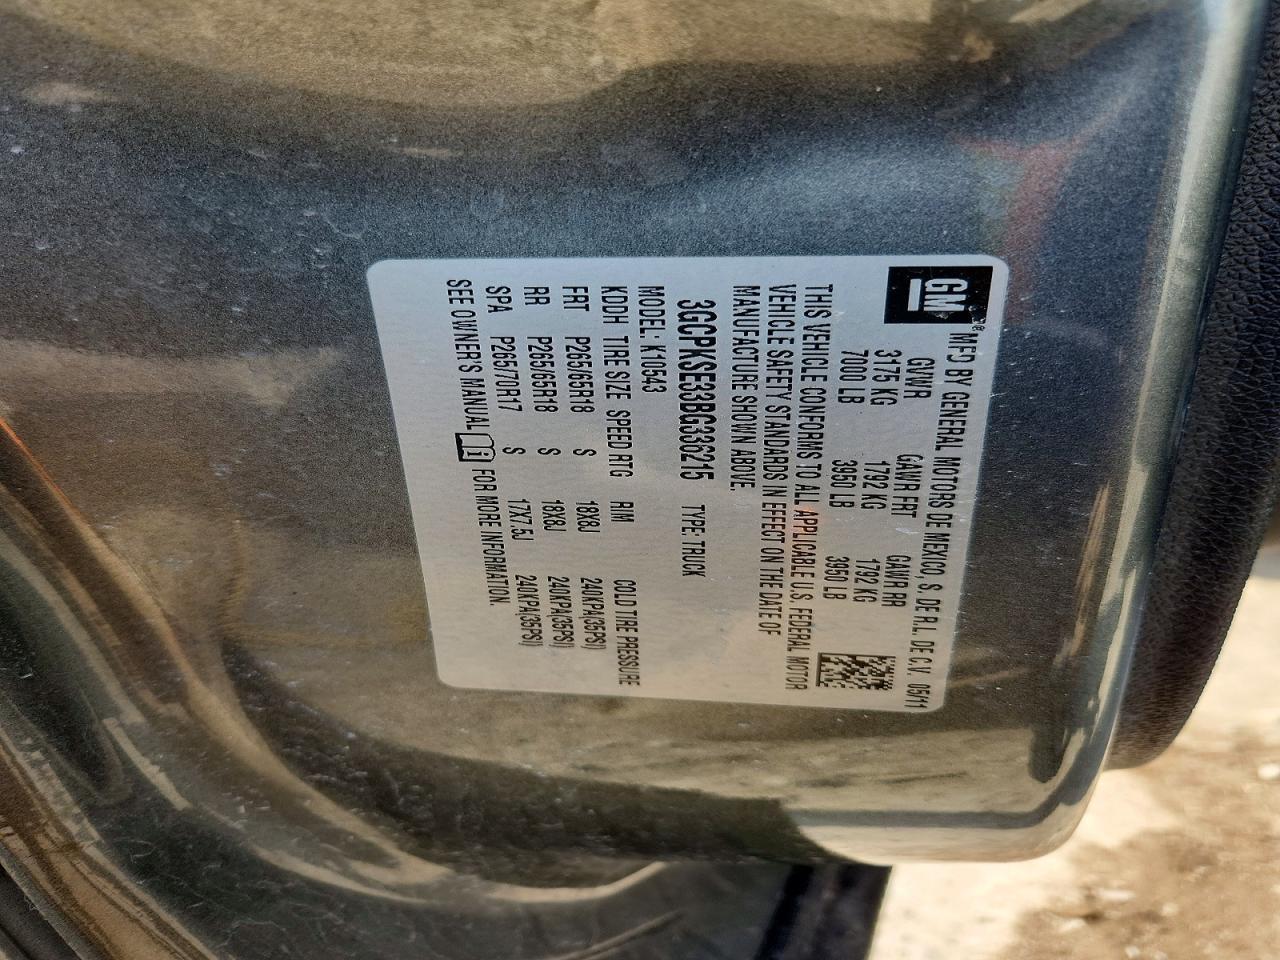 GM
MFD BY GENERAL MOTORS DE MEXICO, S. DE R.L. DE C.V. 05/11
GVWR GAWR FRT GAWR RR
3175 KG 1792 KG 1792 KG
7000 LB 3950 LB 3950 LB
THIS VEHICLE CONFORMS TO ALL APPLICABLE U.S. FEDERAL MOTOR
VEHICLE SAFETY STANDARDS IN EFFECT ON THE DATE OF
MANUFACTURE SHOWN ABOVE.
3GCPKSE33BG336215 TYPE: TRUCK
MODEL: K10543
KDDH TIRE SIZE SPEED RTG RIM COLD TIRE PRESSURE
FRT P265/65R18 S 18X8J 240KPA(35PSI)
RR P265/65R18 S 18X8J 240KPA(35PSI)
SPA P265/70R17 S 17X7.5J 240KPA(35PSI)
SEE OWNER'S MANUAL FOR MORE INFORMATION.